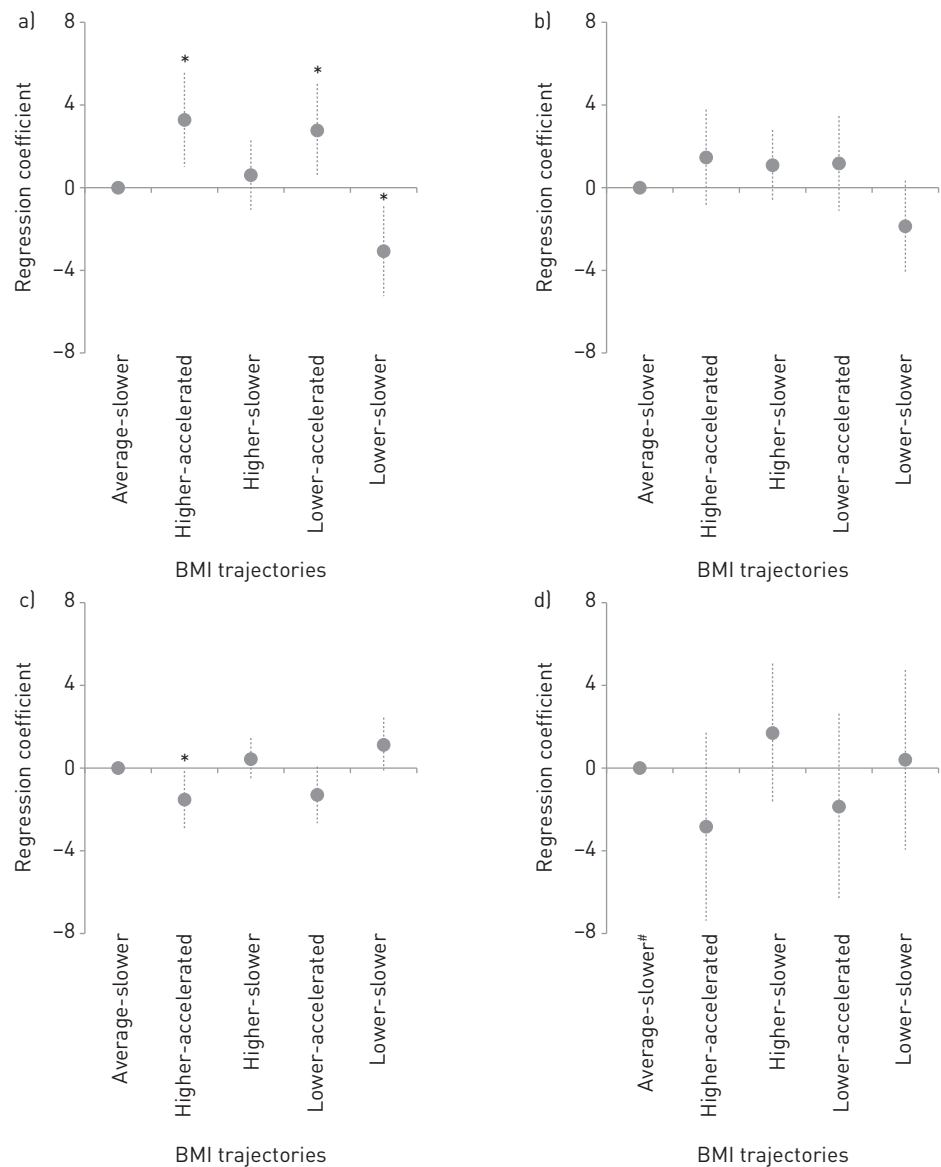 a)
8
4
0
−4
−8
Regression coefficient
*
*
*
Average-slower
Higher-accelerated
Higher-slower
Lower-accelerated
Lower-slower
BMI trajectories
b)
8
4
0
−4
−8
Regression coefficient
Average-slower
Higher-accelerated
Higher-slower
Lower-accelerated
Lower-slower
BMI trajectories
c)
8
4
0
−4
−8
Regression coefficient
*
Average-slower
Higher-accelerated
Higher-slower
Lower-accelerated
Lower-slower
BMI trajectories
d)
8
4
0
−4
−8
Regression coefficient
Average-slower#
Higher-accelerated
Higher-slower
Lower-accelerated
Lower-slower
BMI trajectories